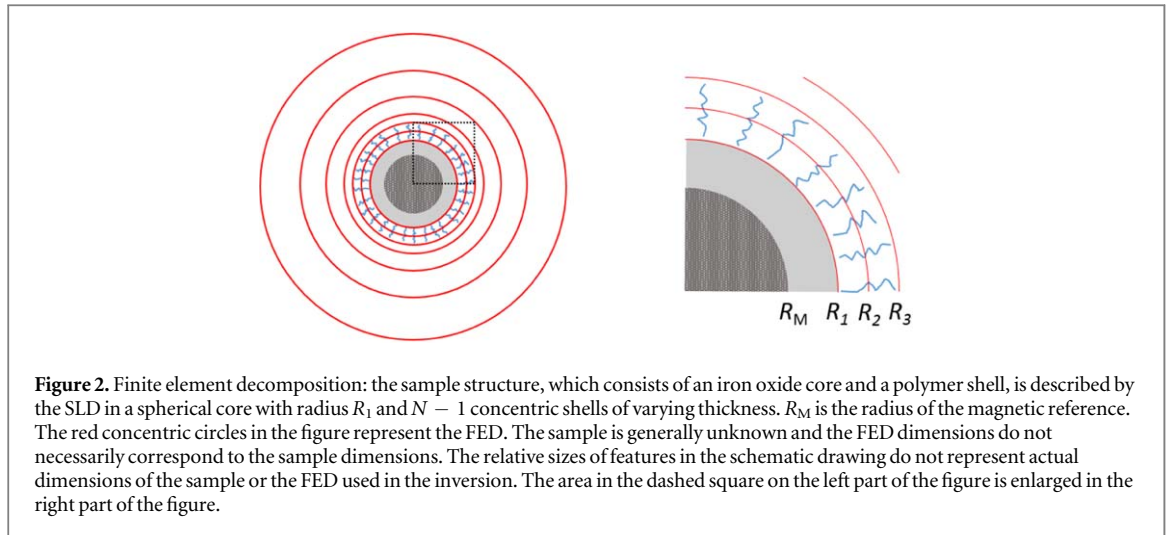 R_M R_1 R_2 R_3
Figure 2. Finite element decomposition: the sample structure, which consists of an iron oxide core and a polymer shell, is described by
the SLD in a spherical core with radius R_1 and N − 1 concentric shells of varying thickness. R_M is the radius of the magnetic reference.
The red concentric circles in the figure represent the FED. The sample is generally unknown and the FED dimensions do not
necessarily correspond to the sample dimensions. The relative sizes of features in the schematic drawing do not represent actual
dimensions of the sample or the FED used in the inversion. The area in the dashed square on the left part of the figure is enlarged in the
right part of the figure.